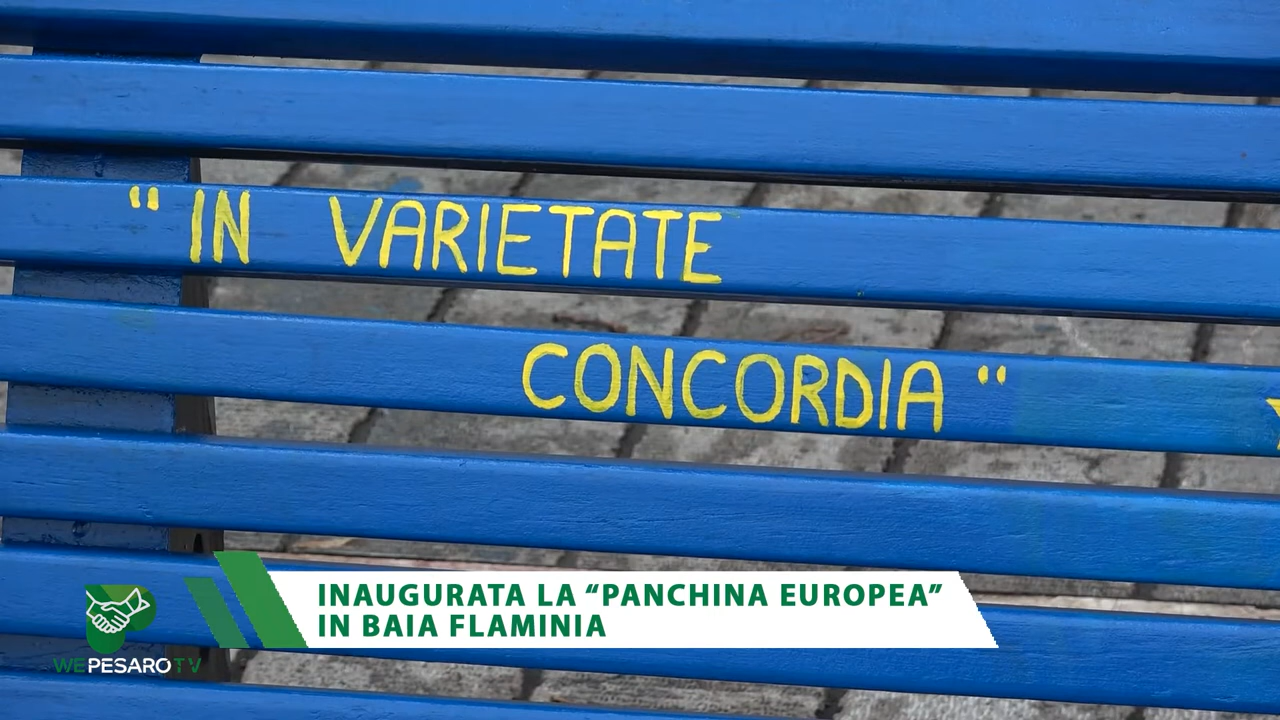 “IN VARIETATE
CONCORDIA”
INAUGURATA LA “PANCHINA EUROPEA”
IN BAIA FLAMINIA
WEPESAROTV